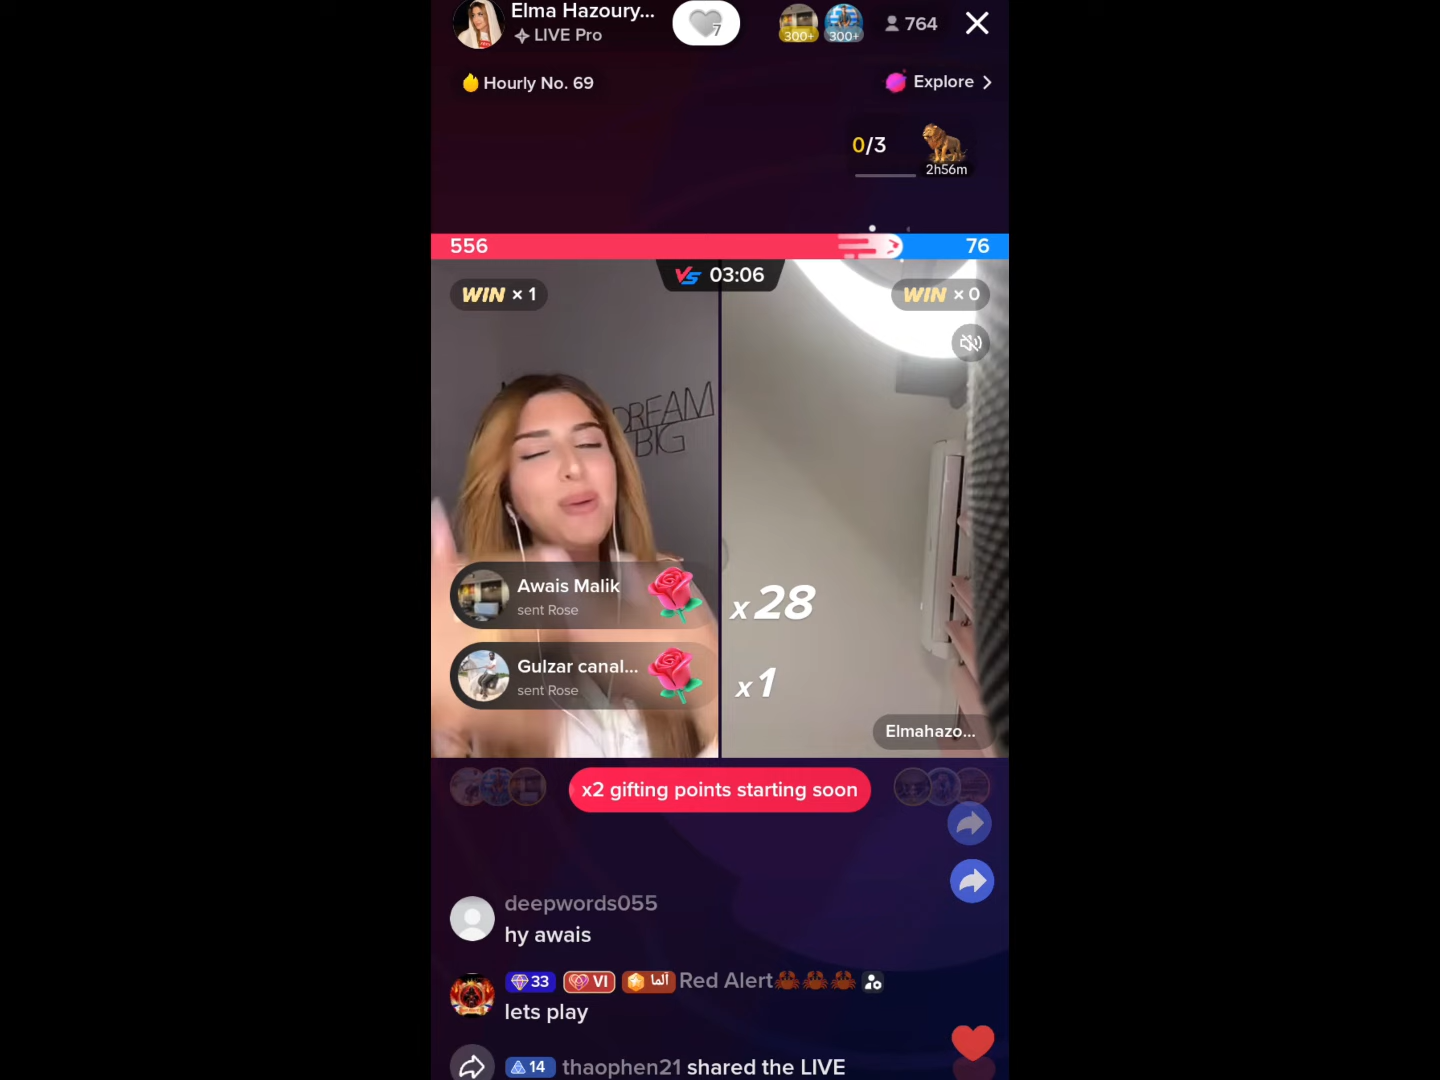 Elma Hazoury...
LIVE Pro
7
300+
300+
764
Hourly No. 69
Explore
0/3
2h56m
556
76
VS 03:06
WIN × 1
WIN × 0
DREAM
BIG
Awais Malik
sent Rose
x28
Gulzar canal...
sent Rose
x1
Elmahazo...
x2 gifting points starting soon
deepwords055
hy awais
33 VI ألما Red Alert
lets play
14 thaophen21 shared the LIVE